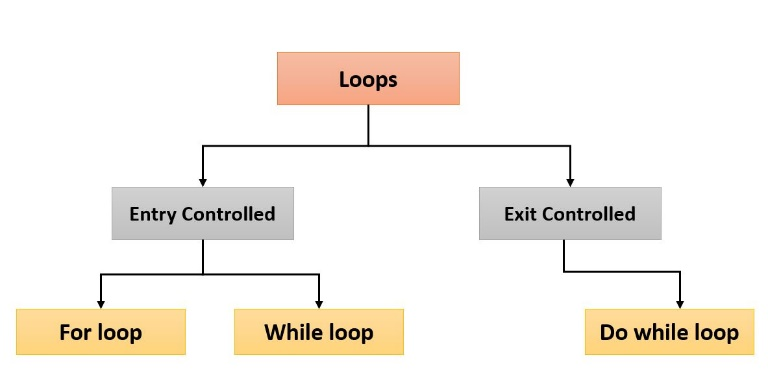 Loops
Entry Controlled
Exit Controlled
For loop
While loop
Do while loop